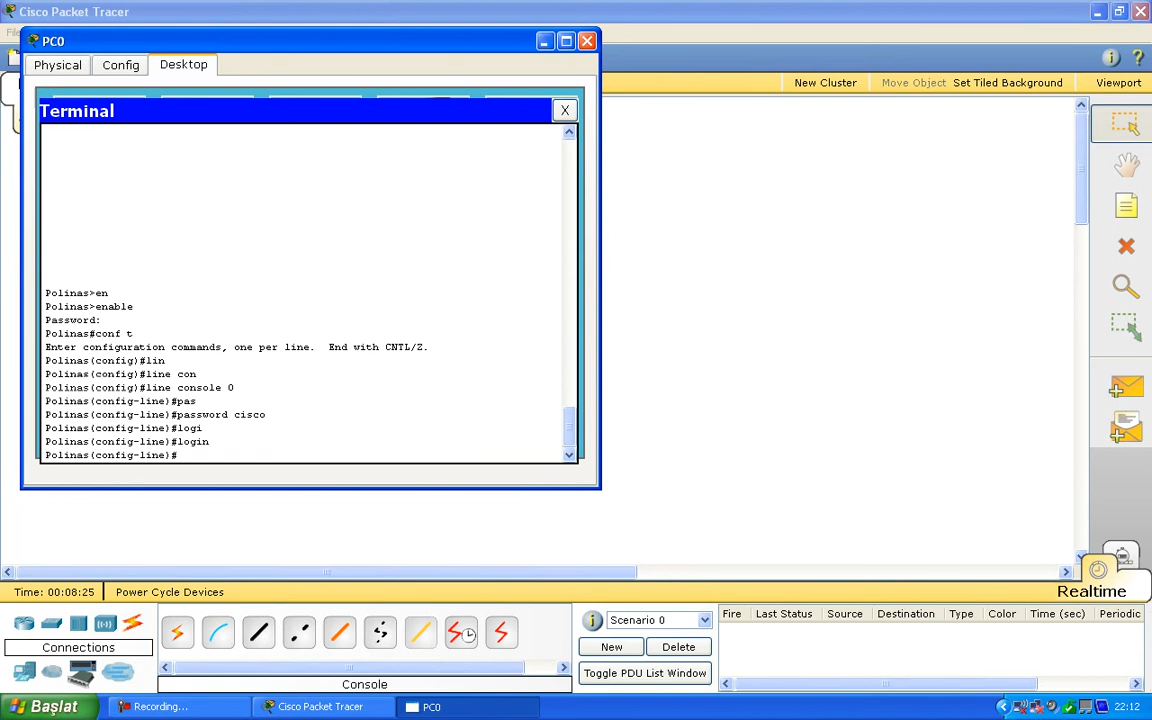 Cisco Packet Tracer
PC0
Physical
Config
Desktop
New Cluster
Move Object
Set Tiled Background
Viewport
Terminal
X
Polinas>en
Polinas>enable
Password:
Polinas#conf t
Enter configuration commands, one per line.  End with CNTL/Z.
Polinas(config)#lin
Polinas(config)#line con
Polinas(config)#line console 0
Polinas(config-line)#pas
Polinas(config-line)#password cisco
Polinas(config-line)#logi
Polinas(config-line)#login
Polinas(config-line)#
Time: 00:08:25
Power Cycle Devices
Realtime
Connections
Console
Scenario 0
New
Delete
Toggle PDU List Window
Fire
Last Status
Source
Destination
Type
Color
Time (sec)
Periodic
Başlat
Recording...
Cisco Packet Tracer
PC0
22:12